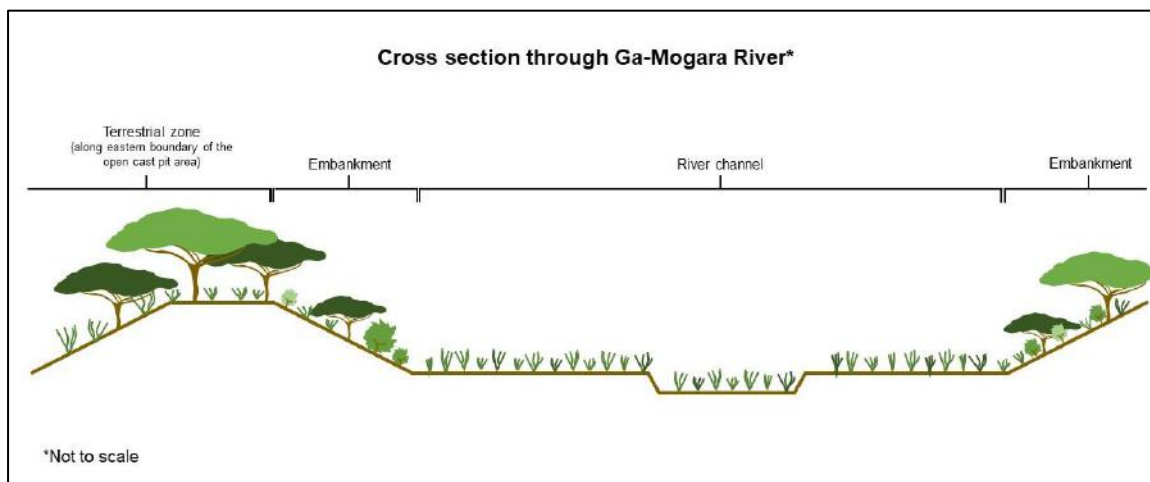 Cross section through Ga-Mogara River*
Terrestrial zone
(along eastern boundary of the
open cast pit area)
Embankment
River channel
Embankment
*Not to scale